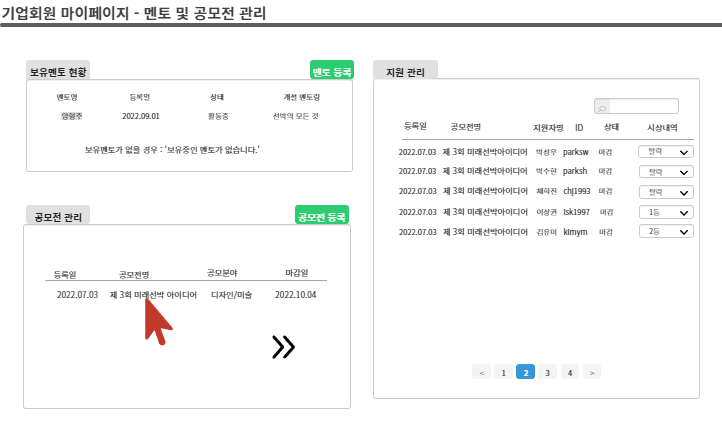 기업회원 마이페이지 - 멘토 및 공모전 관리
보유멘토 현황
멘토 등록
멘토명 등록일 상태 개설 멘토링
2022.09.01 활동중 선박의 모든 것
보유멘토가 없을 경우 : '보유중인 멘토가 없습니다.'
공모전 관리
공모전 등록
등록일 공모전명 공모분야 마감일
2022.07.03 제 3회 미래선박 아이디어 디자인/미술 2022.10.04
지원 관리
등록일 공모전명 지원자명 ID 상태 시상내역
2022.07.03 제 3회 미래선박아이디어 박성우 parksw 마감 탈락
2022.07.03 제 3회 미래선박아이디어 박수현 parksh 마감 탈락
2022.07.03 제 3회 미래선박아이디어 채희진 chj1993 마감 탈락
2022.07.03 제 3회 미래선박아이디어 이상권 lsk1997 마감 1등
2022.07.03 제 3회 미래선박아이디어 김유미 kimym 마감 2등
< 1 2 3 4 >